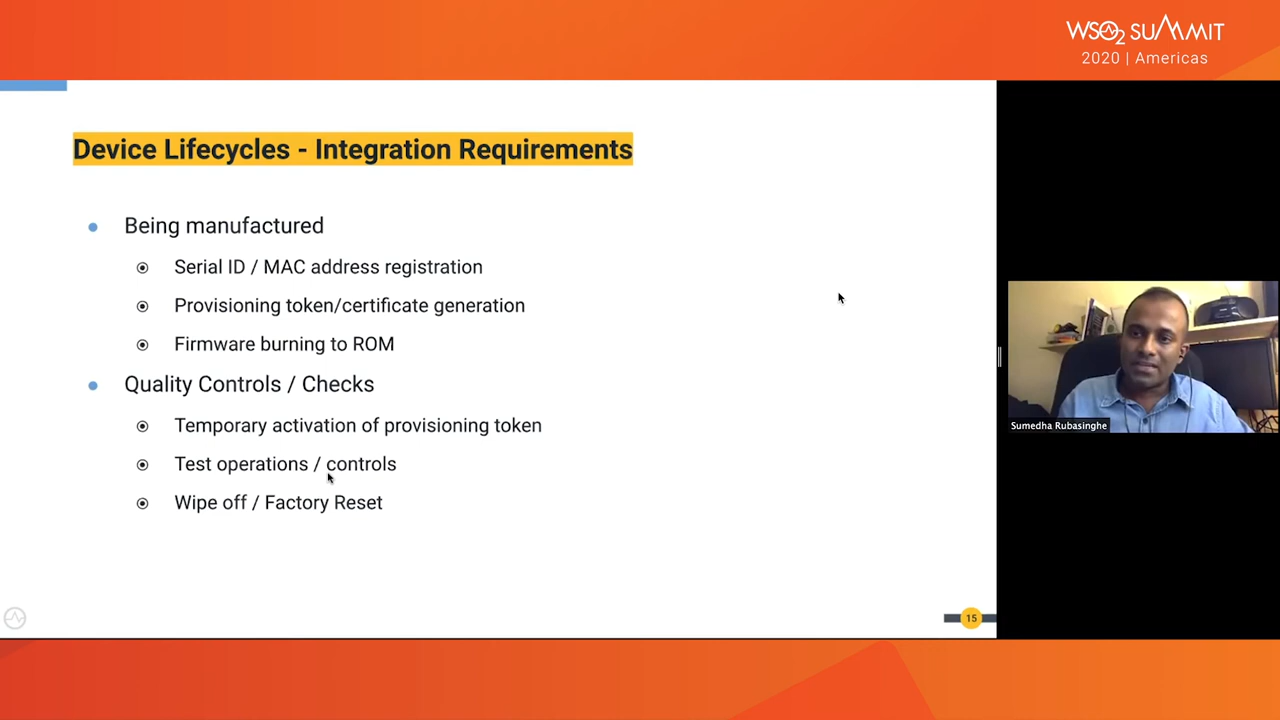 WSO2 SUMMIT
2020 | Americas
Device Lifecycles - Integration Requirements
Being manufactured
Serial ID / MAC address registration
Provisioning token/certificate generation
Firmware burning to ROM
Quality Controls / Checks
Temporary activation of provisioning token
Test operations / controls
Wipe off / Factory Reset
Sumedha Rubasinghe
15